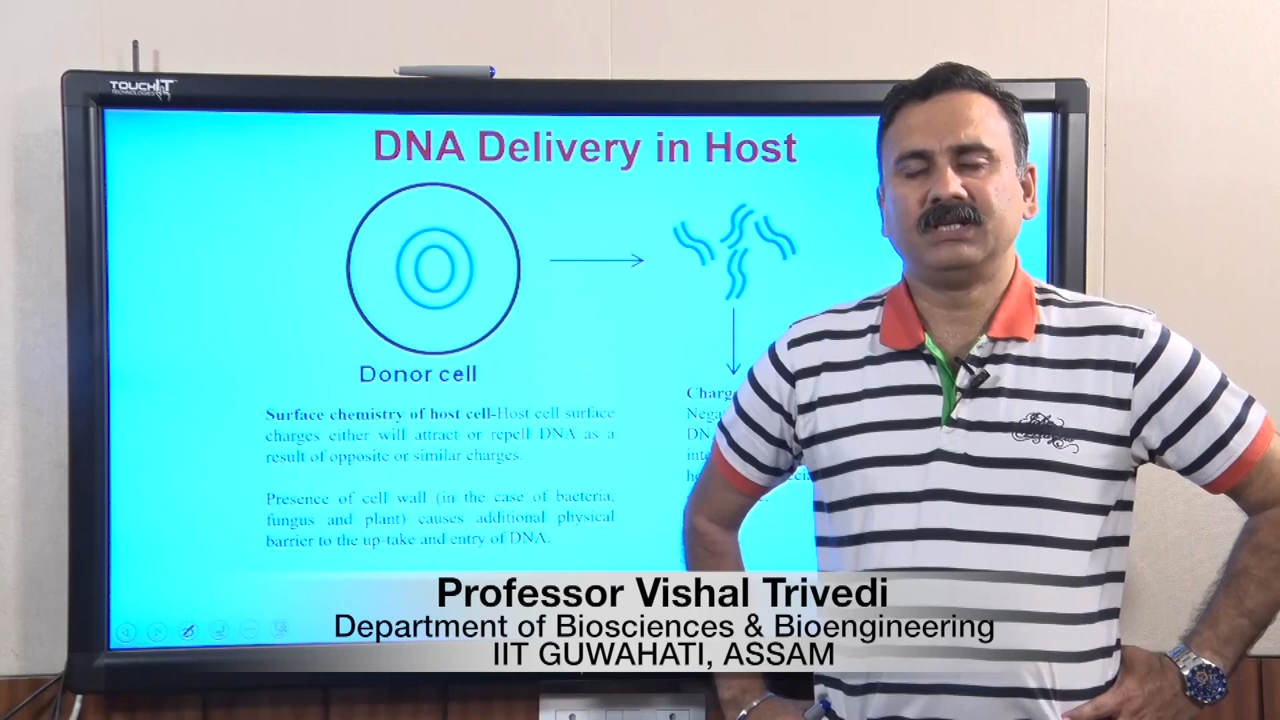 TOUCHIT
TECHNOLOGIES
DNA Delivery in Host
Donor cell
Surface chemistry of host cell-Host cell surface
charges either will attract or repell DNA as a
result of opposite or similar charges.
Presence of cell wall (in the case of bacteria,
fungus and plant) causes additional physical
barrier to the up-take and entry of DNA.
Charg
Nega
DN
inte
he
Professor Vishal Trivedi
Department of Biosciences & Bioengineering
IIT GUWAHATI, ASSAM